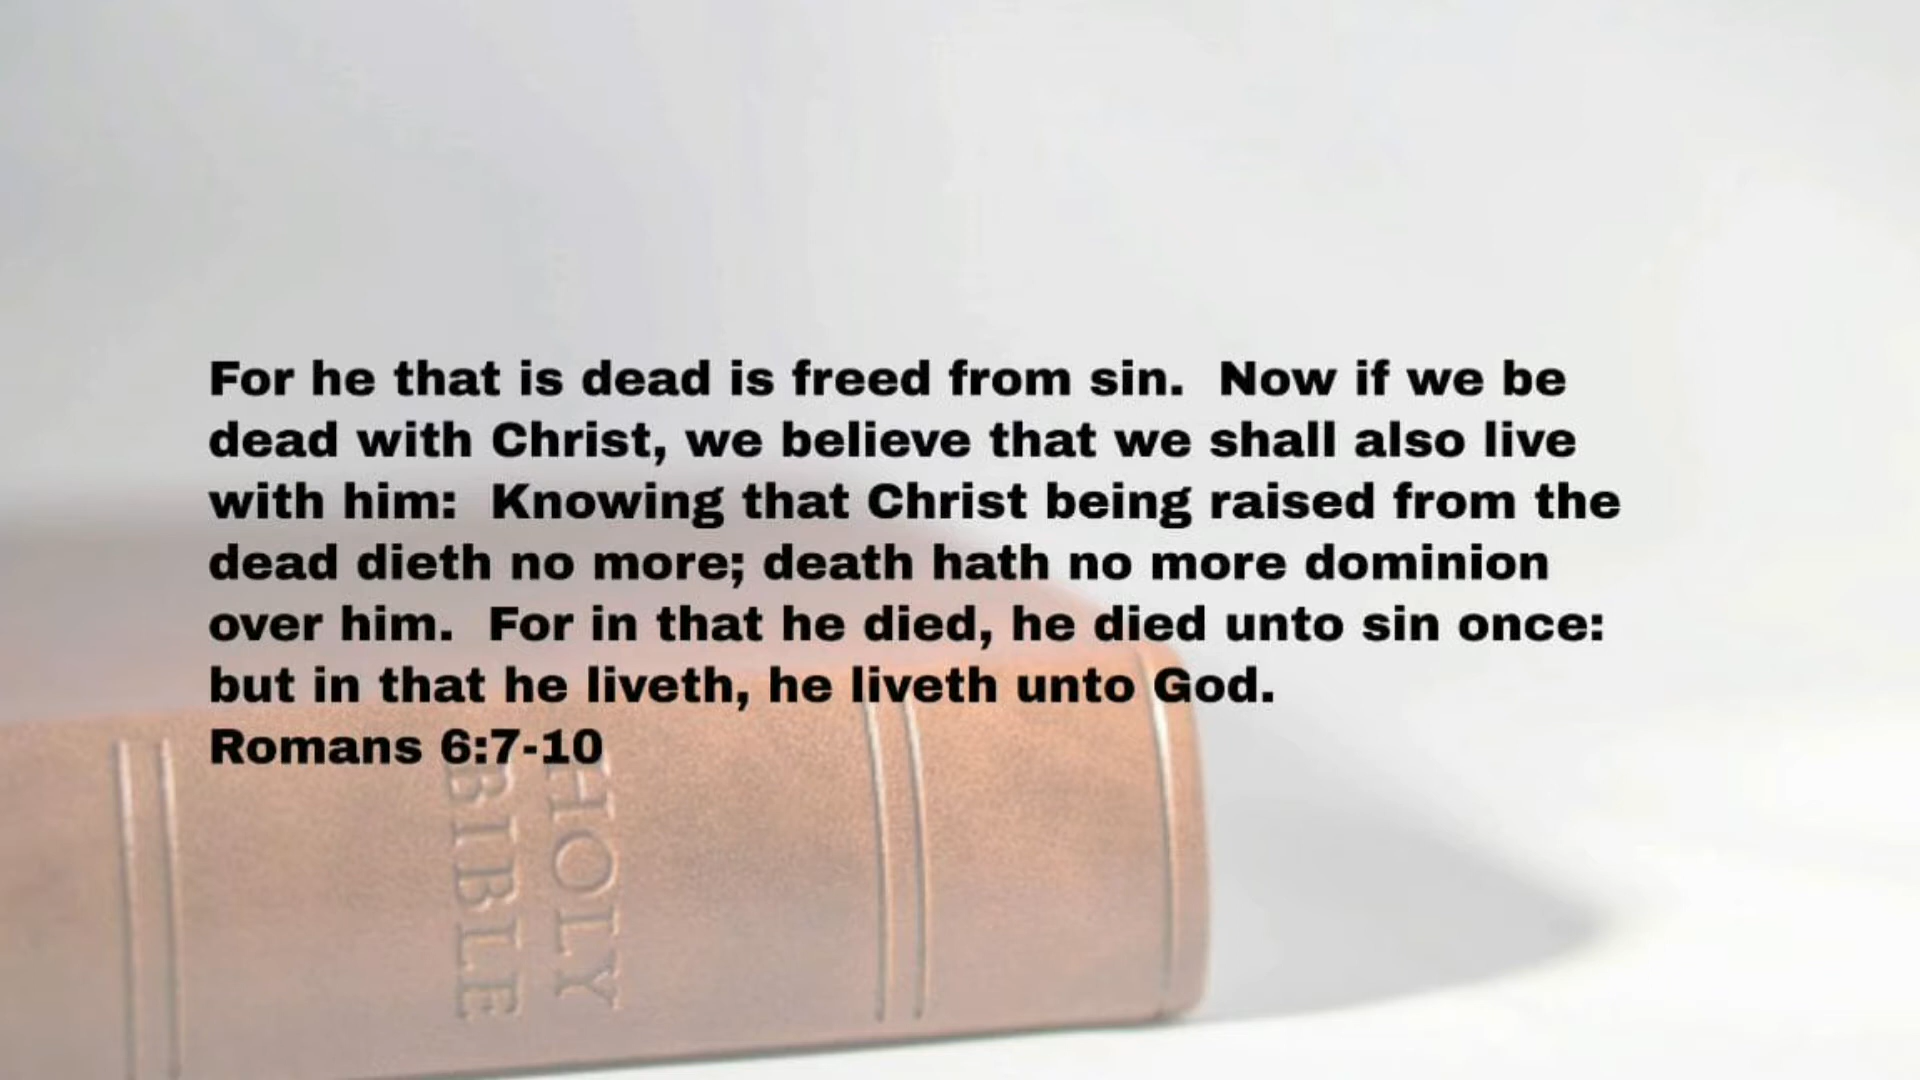 For he that is dead is freed from sin.  Now if we be
dead with Christ, we believe that we shall also live
with him:  Knowing that Christ being raised from the
dead dieth no more; death hath no more dominion
over him.  For in that he died, he died unto sin once:
but in that he liveth, he liveth unto God.
Romans 6:7-10
HOLY
BIBLE